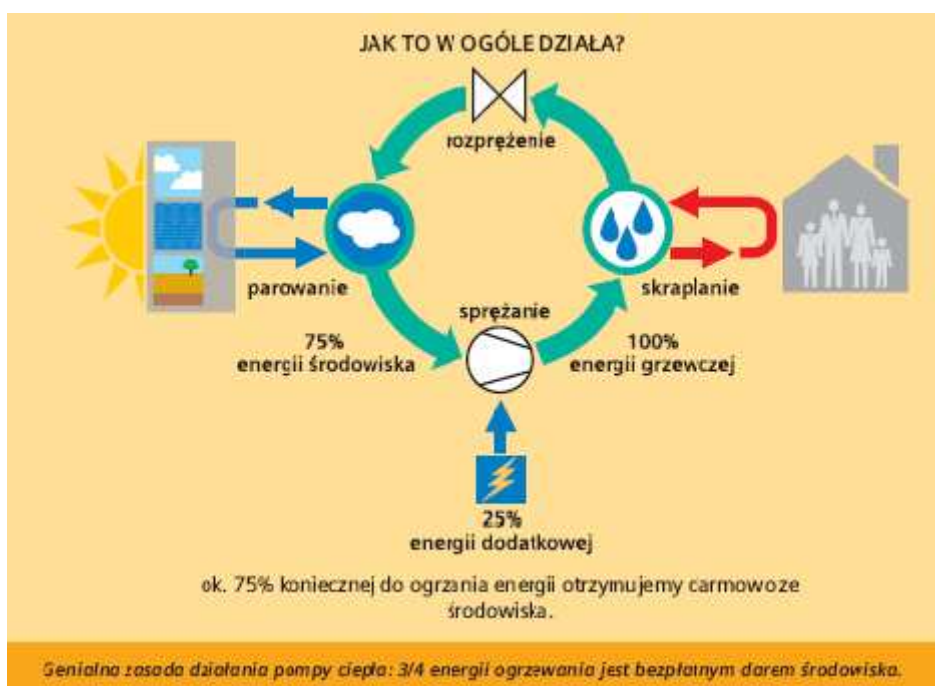 JAK TO W OGÓLE DZIAŁA?
rozprężenie
parowanie
skraplanie
sprężanie
75%
energii środowiska
100%
energii grzewczej
25%
energii dodatkowej
ok. 75% koniecznej do ogrzania energii otrzymujemy carmowo ze
środowiska.
Genialna zasada działania pompy ciepła: 3/4 energii ogrzewania jest bezpłatnym darem środowiska.